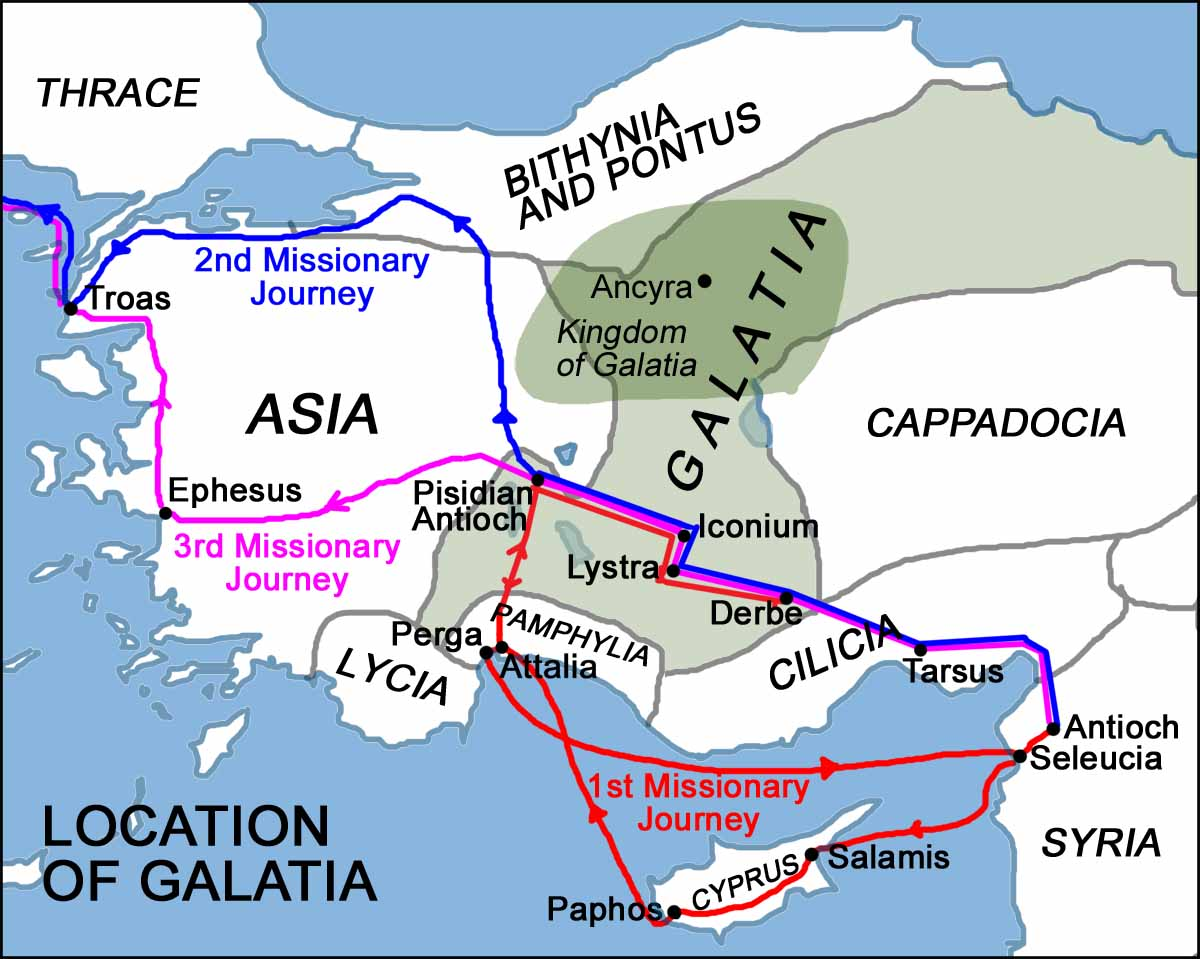 THRACE
BITHYNIA
AND PONTUS
2nd Missionary
Journey
Troas
Ancyra
Kingdom
of Galatia
GALATIA
ASIA
CAPPADOCIA
Ephesus
Pisidian
Antioch
3rd Missionary
Journey
Iconium
Lystra
Derbe
PAMPHYLIA
Perga
Attalia
LYCIA
CILICIA
Tarsus
Antioch
Seleucia
1st Missionary
Journey
SYRIA
Salamis
CYPRUS
Paphos
LOCATION
OF GALATIA